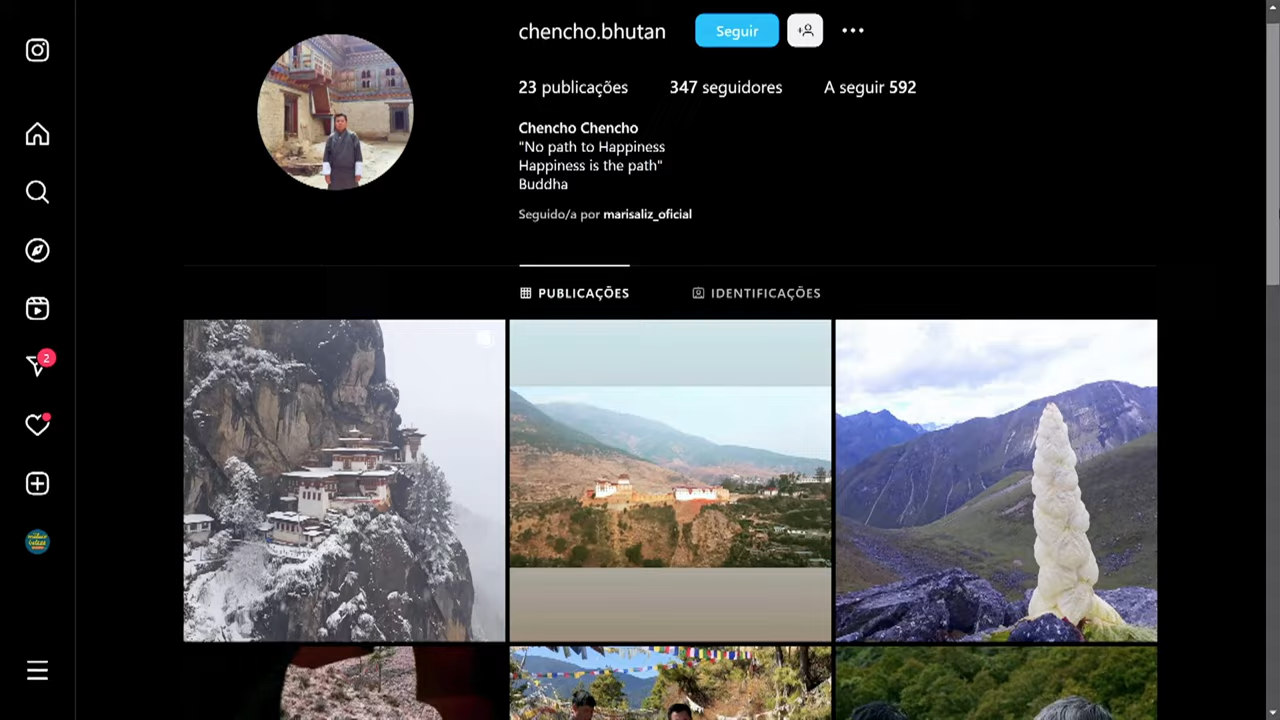 chencho.bhutan Seguir
23 publicações 347 seguidores A seguir 592
Chencho Chencho
"No path to Happiness
Happiness is the path"
Buddha
Seguido/a por marisaliz_oficial
PUBLICAÇÕES IDENTIFICAÇÕES
2